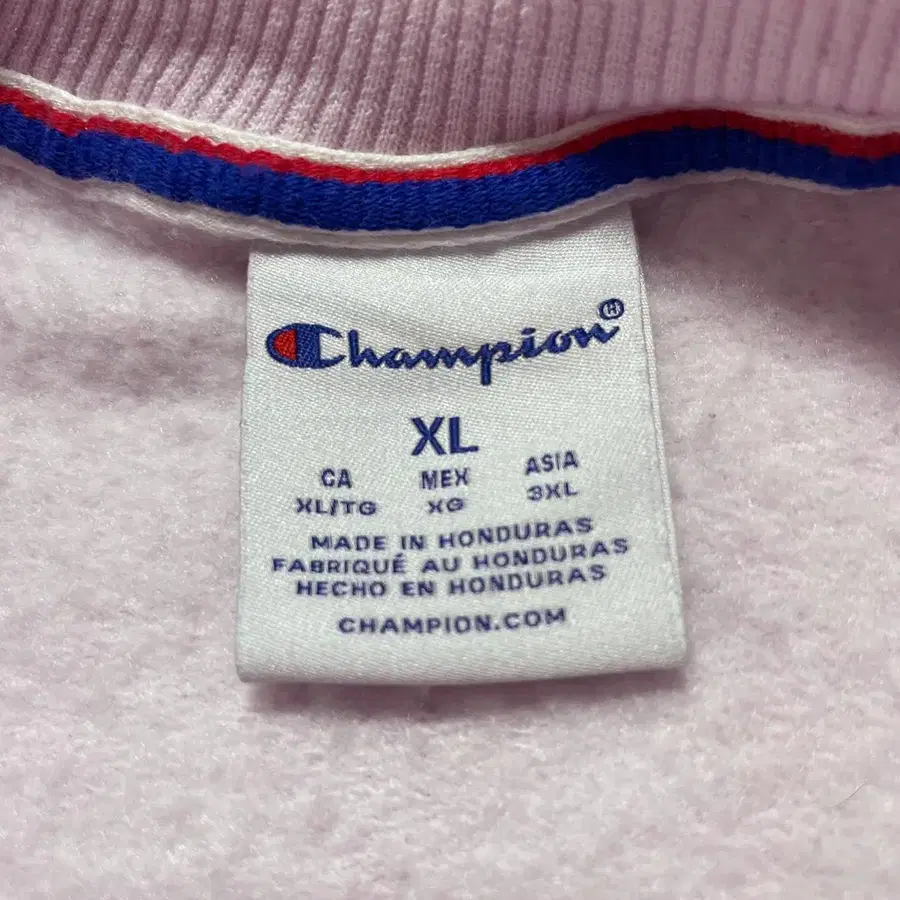 Champion®
XL
CA MEX ASIA
XL/TG XG 3XL
MADE IN HONDURAS
FABRIQUÉ AU HONDURAS
HECHO EN HONDURAS
CHAMPION.COM